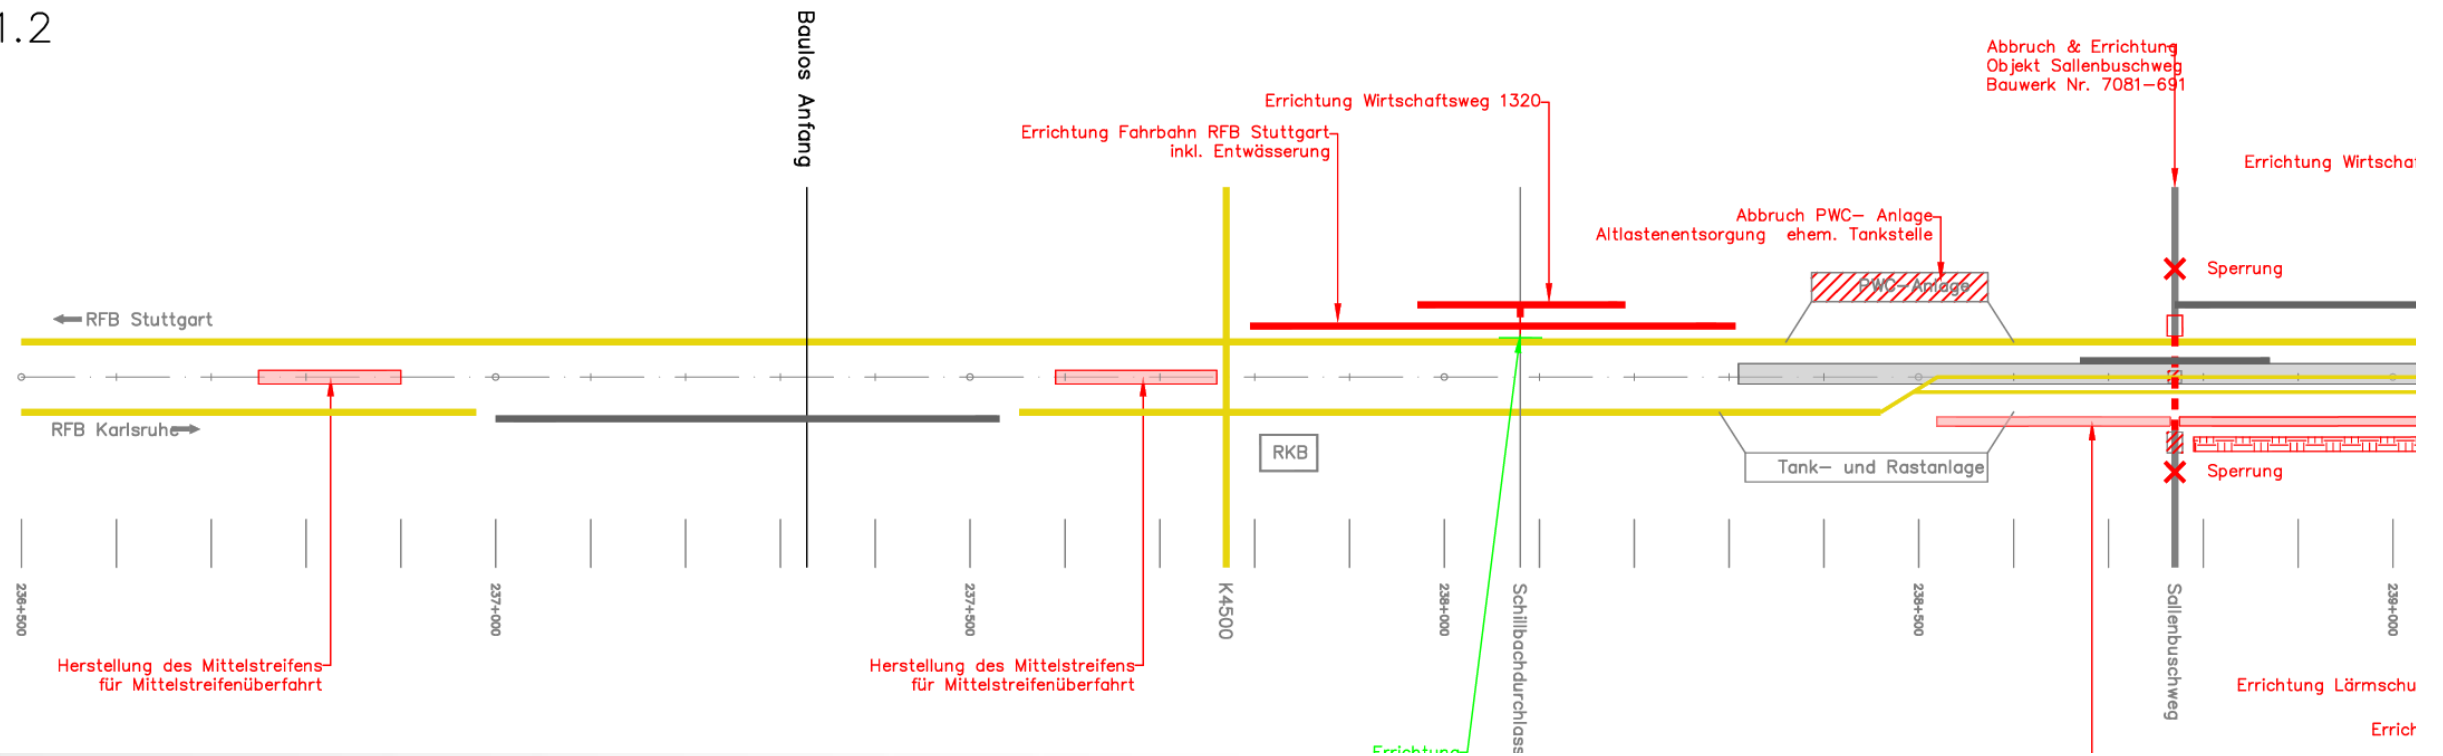 1.2
Baulos Anfang
Abbruch & Errichtung
Objekt Sallenbuschweg
Bauwerk Nr. 7081-691
Errichtung Wirtschaftsweg 1320
Errichtung Fahrbahn RFB Stuttgart
inkl. Entwässerung
Errichtung
Abbruch PWC- Anlage
Altlastenentsorgung ehem. Tankstelle
Sperrung
PWC-Anlage
RFB Stuttgart
RFB Karlsruhe
RKB
Tank- und Rastanlage
Sperrung
236+500
237+000
237+500
K4500
238+000
Schillbachdurchlass
238+500
Sallenbuschweg
239+000
Herstellung des Mittelstreifens
für Mittelstreifenüberfahrt
Herstellung des Mittelstreifens
für Mittelstreifenüberfahrt
Errichtung
Errichtung